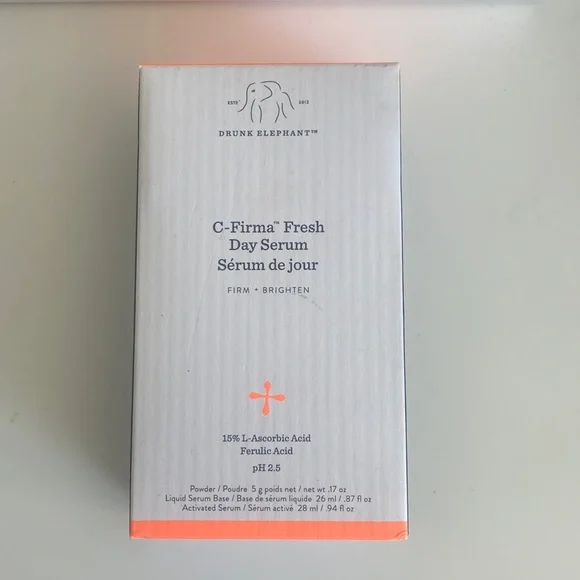 ESTD 2012
DRUNK ELEPHANT™
C-Firma™ Fresh
Day Serum
Sérum de jour
FIRM + BRIGHTEN
15% L-Ascorbic Acid
Ferulic Acid
pH 2.5
Powder / Poudre 5 g poids net / net wt .17 oz
Liquid Serum Base / Base de sérum liquide 26 ml / .87 fl oz
Activated Serum / Sérum activé 28 ml / .94 fl oz